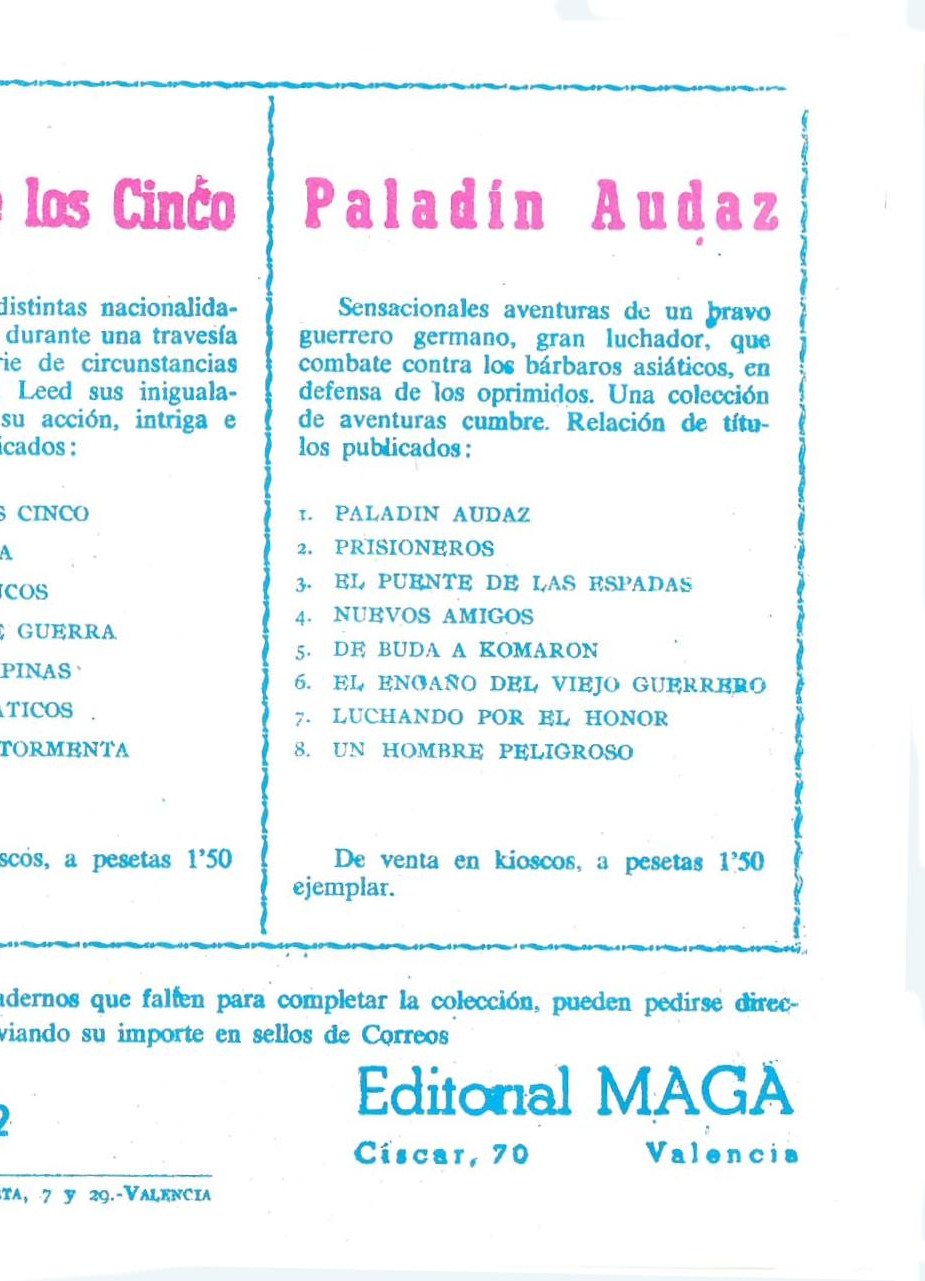 los Cinco
distintas nacionalida-
durante una travesía
rie de circunstancias
Leed sus iniguala-
su acción, intriga e
icados:
S CINCO
A
NCOS
E GUERRA
PINAS
ATICOS
TORMENTA
scos, a pesetas 1'50
Paladín Audaz
Sensacionales aventuras de un bravo
guerrero germano, gran luchador, que
combate contra los bárbaros asiáticos, en
defensa de los oprimidos. Una colección
de aventuras cumbre. Relación de títu-
los publicados:
1. PALADIN AUDAZ
2. PRISIONEROS
3. EL PUENTE DE LAS ESPADAS
4. NUEVOS AMIGOS
5. DE BUDA A KOMARON
6. EL ENGAÑO DEL VIEJO GUERRERO
7. LUCHANDO POR EL HONOR
8. UN HOMBRE PELIGROSO
De venta en kioscos, a pesetas 1'50
ejemplar.
adernos que falten para completar la colección, pueden pedirse direc-
viando su importe en sellos de Correos
2
Editorial MAGA
Císcar, 70 Valencia
STA, 7 y 29.-VALENCIA